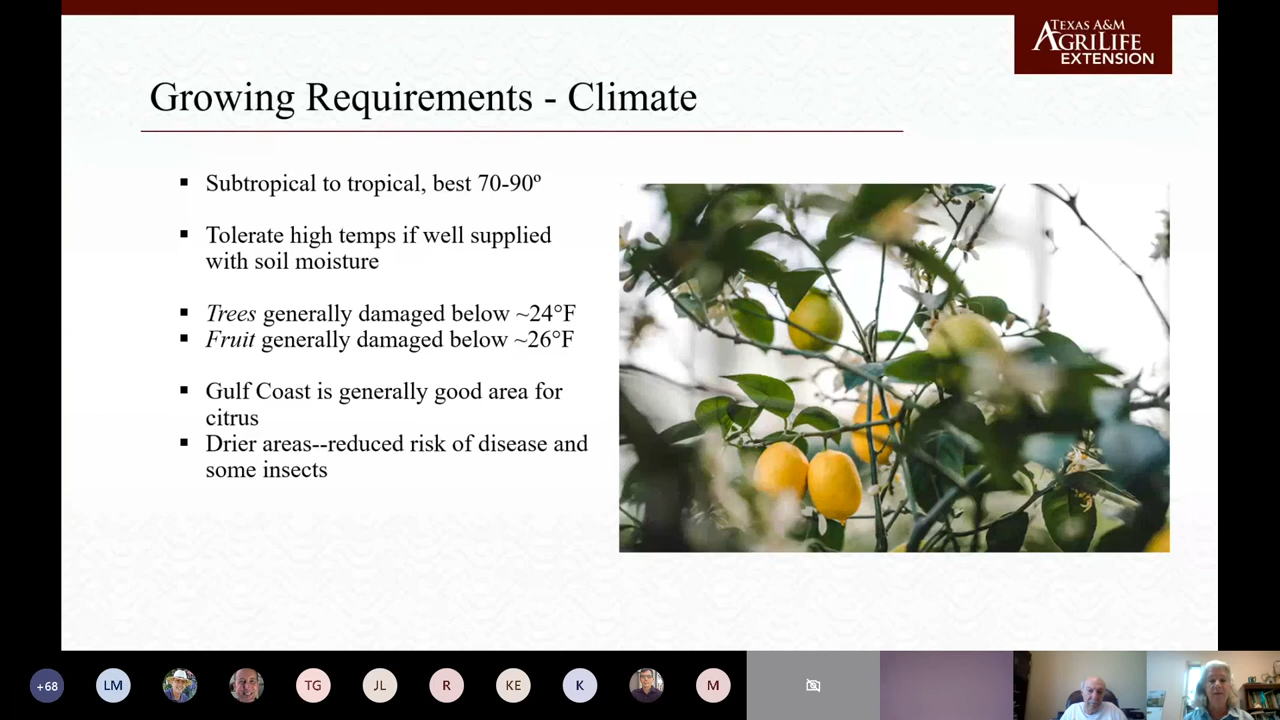 TEXAS A&M
AGRILIFE
EXTENSION
Growing Requirements - Climate
▪ Subtropical to tropical, best 70-90º
▪ Tolerate high temps if well supplied
with soil moisture
▪ Trees generally damaged below ~24°F
▪ Fruit generally damaged below ~26°F
▪ Gulf Coast is generally good area for
citrus
▪ Drier areas--reduced risk of disease and
some insects
+68 LM TG JL R KE K M